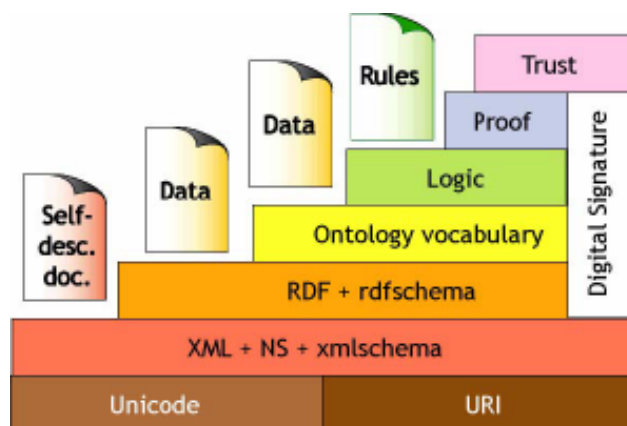 Trust
Rules
Proof
Data
Logic
Data
Self-
desc.
doc.
Ontology vocabulary
Digital Signature
RDF + rdfschema
XML + NS + xmlschema
Unicode
URI